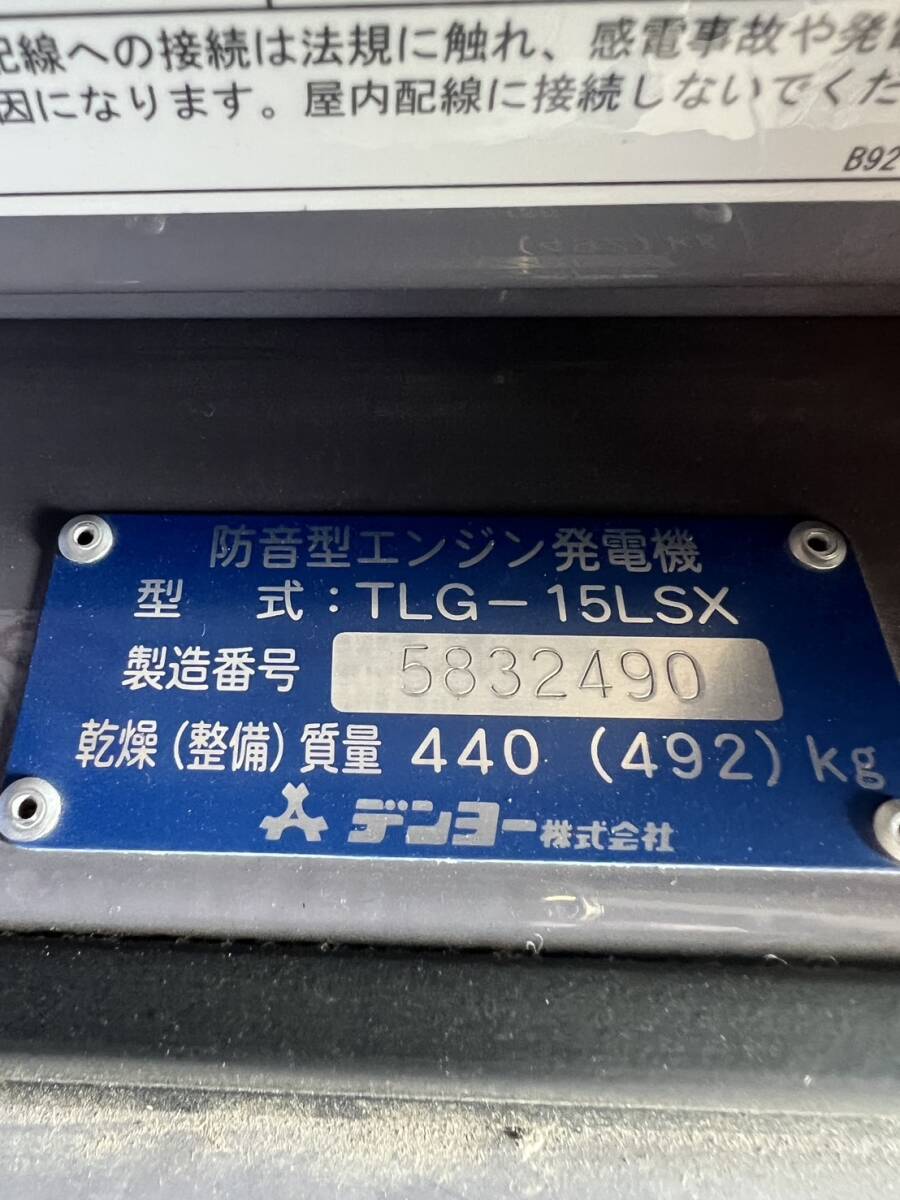 配線への接続は法規に触れ、感電事故や発電
因になります。屋内配線に接続しないでくだ
B92
防音型エンジン発電機
型 式：TLG-15LSX
製造番号 5832490
乾燥(整備)質量 440 (492) kg
デンヨー株式会社